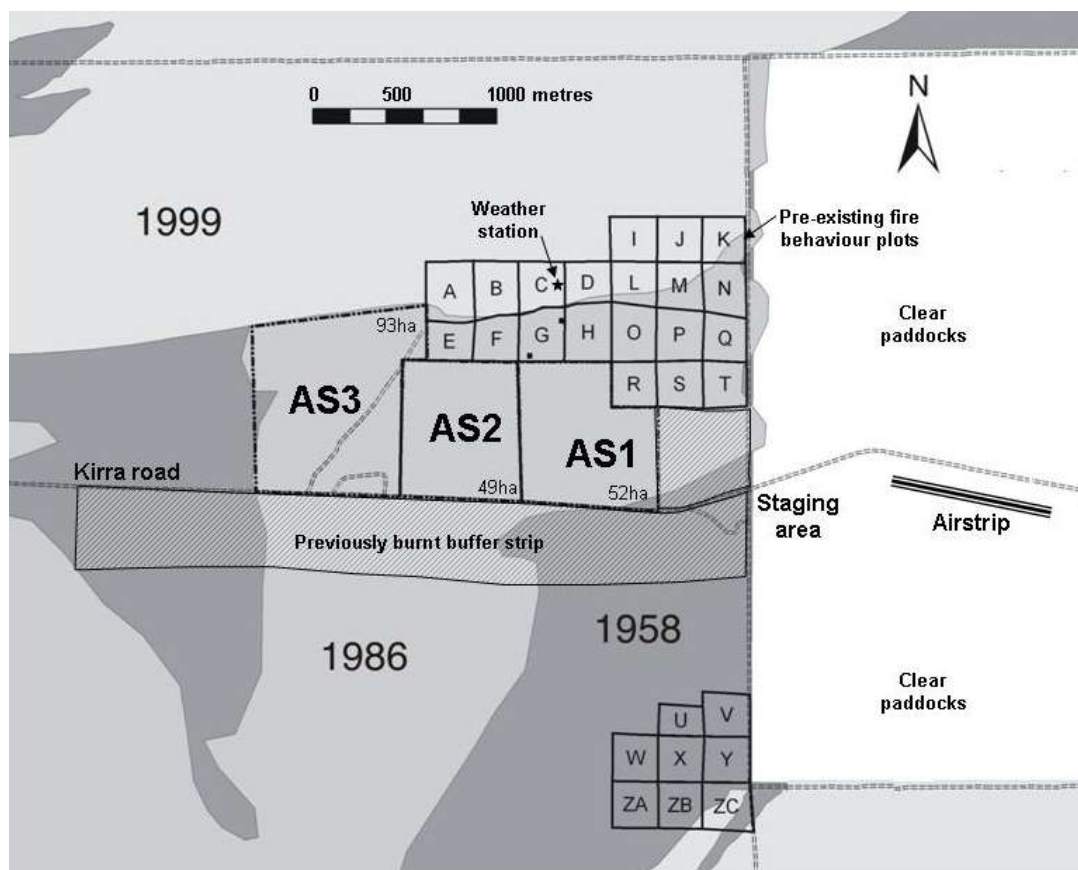 0 500 1000 metres
N
1999
Weather
station
Pre-existing fire
behaviour plots
I J K
A B C D L M N
93ha
E F G H O P Q
Clear
paddocks
R S T
AS3
AS2
AS1
Kirra road
49ha
52ha
Staging
area
Airstrip
Previously burnt buffer strip
1986
1958
Clear
paddocks
U V
W X Y
ZA ZB ZC